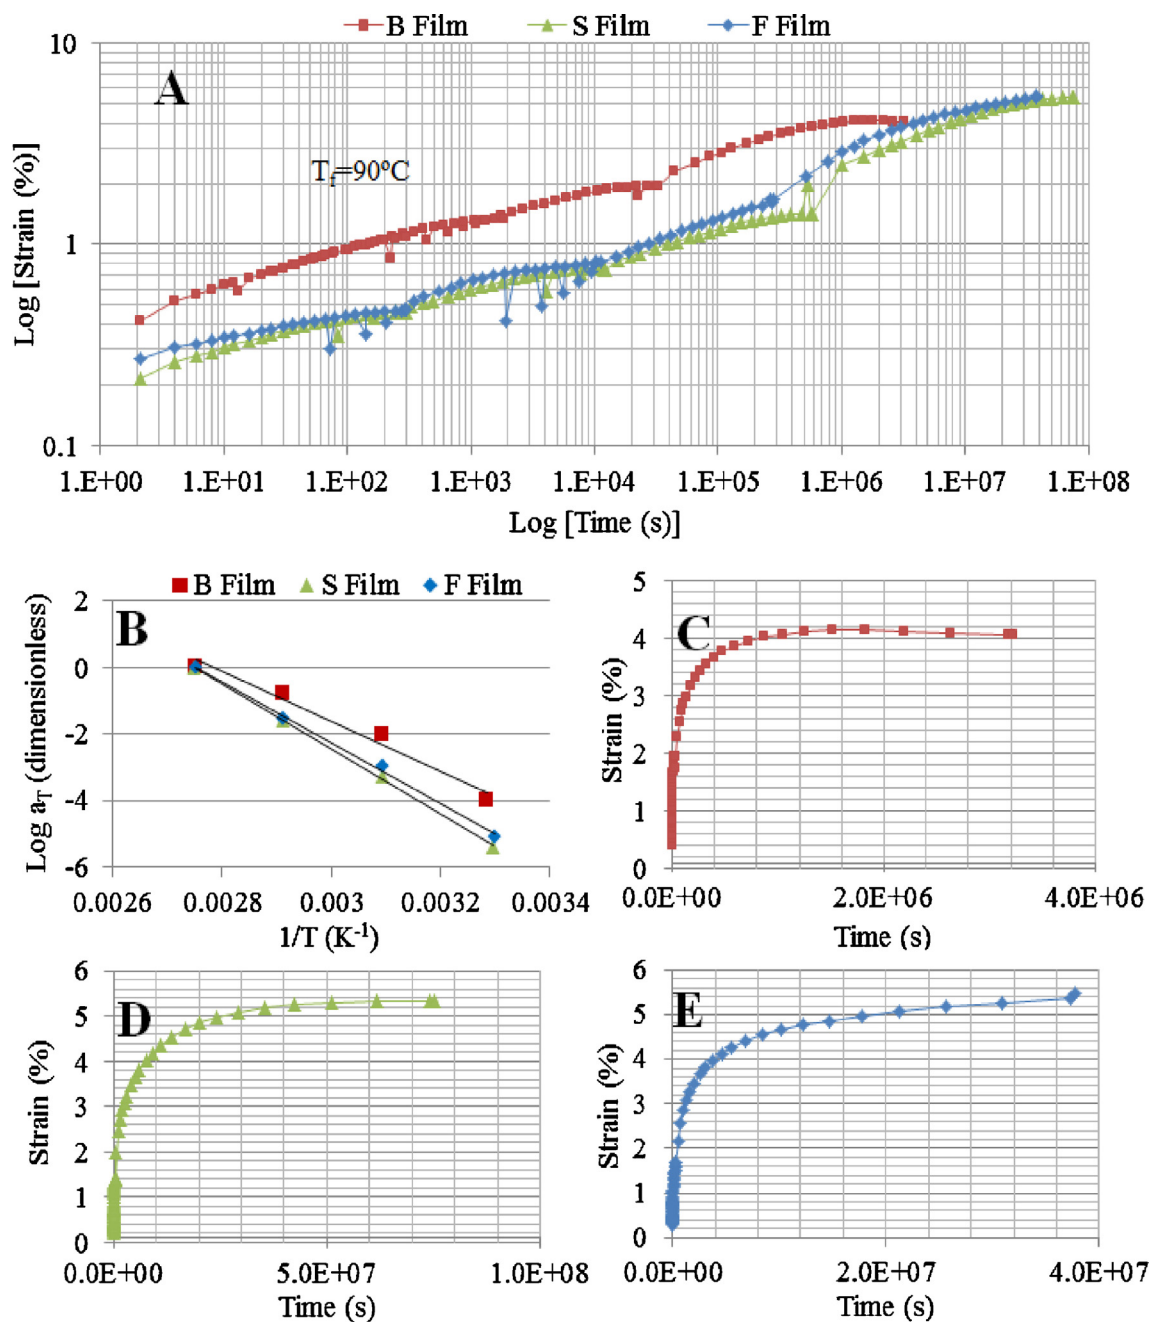 B Film S Film F Film
10
A
T_f=90°C
1
0.1
Log [Strain (%)]
1.E+00 1.E+01 1.E+02 1.E+03 1.E+04 1.E+05 1.E+06 1.E+07 1.E+08
Log [Time (s)]
B Film S Film F Film
B
2
0
-2
-4
-6
Log a_T (dimensionless)
0.0026 0.0028 0.003 0.0032 0.0034
1/T (K⁻¹)
C
5
4
3
2
1
0
Strain (%)
0.0E+00 2.0E+06 4.0E+06
Time (s)
D
6
5
4
3
2
1
0
Strain (%)
0.0E+00 5.0E+07 1.0E+08
Time (s)
E
6
5
4
3
2
1
0
Strain (%)
0.0E+00 2.0E+07 4.0E+07
Time (s)